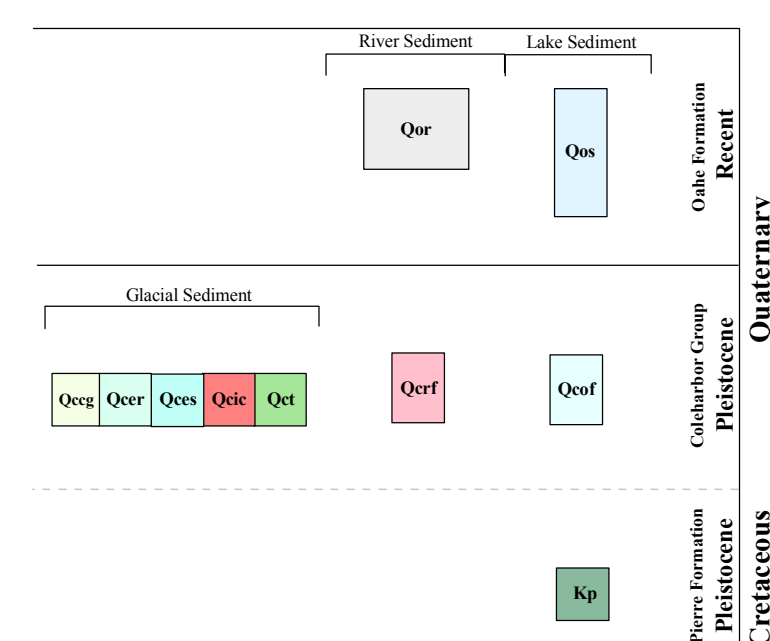 River Sediment
Lake Sediment
Qor
Qos
Oahe Formation
Recent
Quaternary
Glacial Sediment
Qccg
Qcer
Qces
Qcic
Qct
Qcrf
Qcof
Coleharbor Group
Pleistocene
Kp
Pierre Formation
Pleistocene
Cretaceous